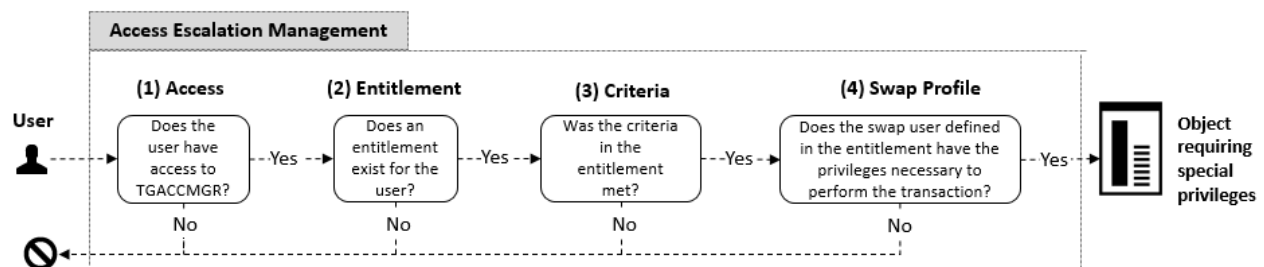 Access Escalation Management
(1) Access
(2) Entitlement
(3) Criteria
(4) Swap Profile
User
Does the
user have
access to
TGACCMGR?
Yes
Does an
entitlement
exist for the
user?
Yes
Was the criteria
in the
entitlement
met?
Yes
Does the swap user defined
in the entitlement have the
privileges necessary to
perform the transaction?
Yes
Object
requiring
special
privileges
No
No
No
No